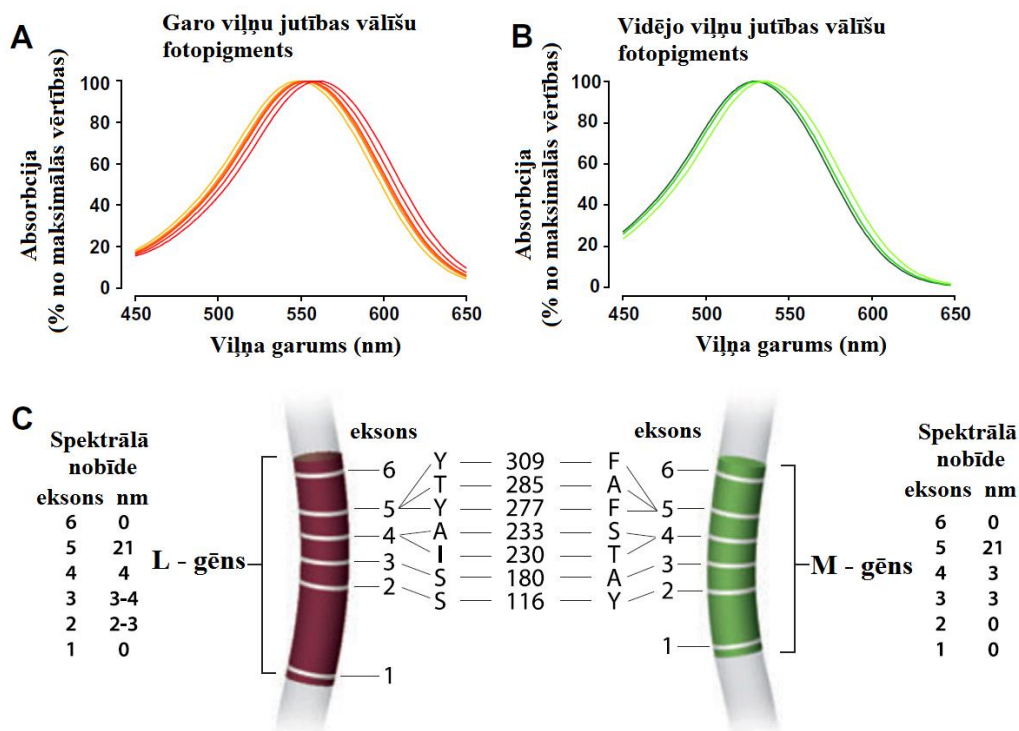 A
Garo viļņu jutības vālīšu
fotopigments
Absorbcija
(% no maksimālās vērtības)
100
80
60
40
20
0
450 500 550 600 650
Viļņa garums (nm)
B
Vidējo viļņu jutības vālīšu
fotopigments
Absorbcija
(% no maksimālās vērtības)
100
80
60
40
20
0
450 500 550 600 650
Viļņa garums (nm)
C
Spektrālā
nobīde
eksons nm
6 0
5 21
4 4
3 3-4
2 2-3
1 0
L - gēns
eksons
6
5
4
3
2
1
Y 309 F
T 285 A
Y 277 F
A 233 S
I 230 T
S 180 A
S 116 Y
eksons
6
5
4
3
2
1
M - gēns
Spektrālā
nobīde
eksons nm
6 0
5 21
4 3
3 3
2 0
1 0